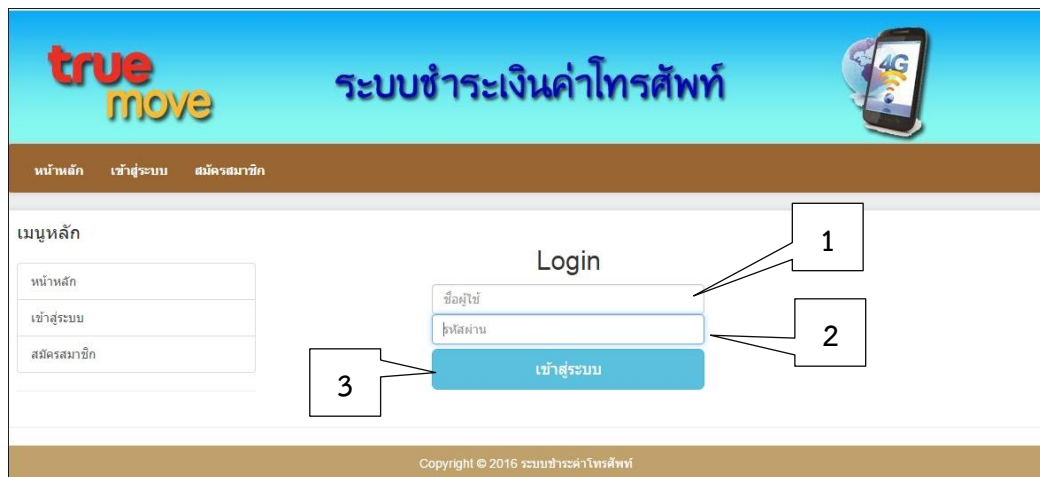 true
move
ระบบชำระเงินค่าโทรศัพท์
4G
หน้าหลัก เข้าสู่ระบบ สมัครสมาชิก
เมนูหลัก
หน้าหลัก
เข้าสู่ระบบ
สมัครสมาชิก
Login
ชื่อผู้ใช้
รหัสผ่าน
เข้าสู่ระบบ
1
2
3
Copyright © 2016 ระบบชำระค่าโทรศัพท์